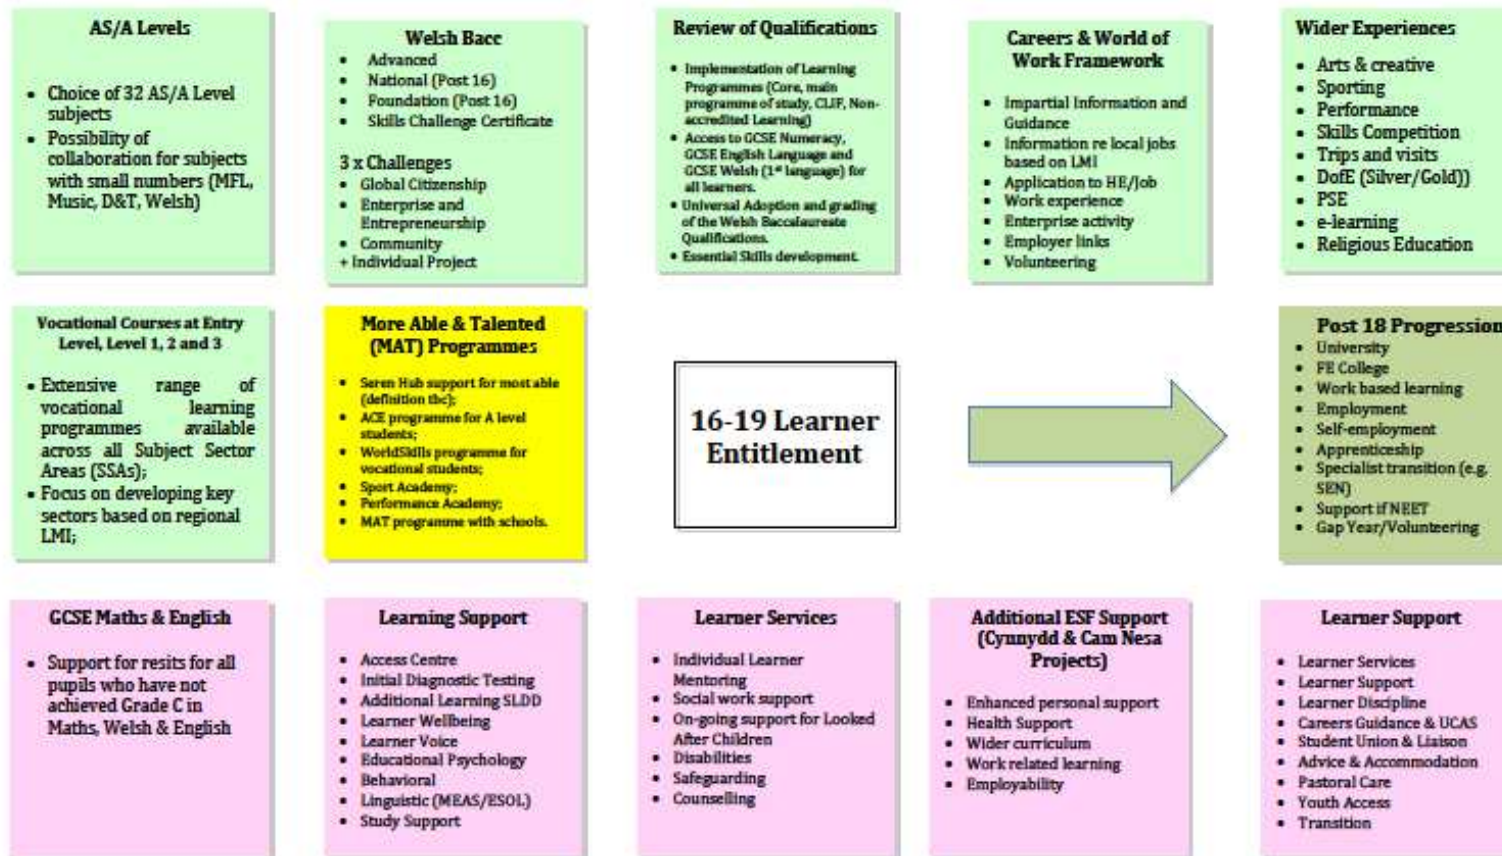 AS/A Levels
• Choice of 32 AS/A Level
subjects
• Possibility of
collaboration for subjects
with small numbers (MFL,
Music, D&T, Welsh)
Welsh Bacc
• Advanced
• National (Post 16)
• Foundation (Post 16)
• Skills Challenge Certificate
3 x Challenges
• Global Citizenship
• Enterprise and
Entrepreneurship
• Community
+ Individual Project
Review of Qualifications
• Implementation of Learning
Programmes (Core, main
programme of study, CLIF, Non-
accredited Learning)
• Access to GCSE Numeracy,
GCSE English Language and
GCSE Welsh (1st language) for
all learners.
• Universal Adoption and grading
of the Welsh Baccalaureate
Qualifications.
• Essential Skills development.
Careers & World of
Work Framework
• Impartial Information and
Guidance
• Information re local jobs
based on LMI
• Application to HE/Job
• Work experience
• Enterprise activity
• Employer links
• Volunteering
Wider Experiences
• Arts & creative
• Sporting
• Performance
• Skills Competition
• Trips and visits
• DofE (Silver/Gold))
• PSE
• e-learning
• Religious Education
Vocational Courses at Entry
Level, Level 1, 2 and 3
• Extensive range of
vocational learning
programmes available
across all Subject Sector
Areas (SSAs);
• Focus on developing key
sectors based on regional
LMI;
More Able & Talented
(MAT) Programmes
• Seren Hub support for most able
(definition tbc);
• ACE programme for A level
students;
• WorldSkills programme for
vocational students;
• Sport Academy;
• Performance Academy;
• MAT programme with schools.
16-19 Learner
Entitlement
Post 18 Progression
• University
• FE College
• Work based learning
• Employment
• Self-employment
• Apprenticeship
• Specialist transition (e.g.
SEN)
• Support if NEET
• Gap Year/Volunteering
GCSE Maths & English
• Support for resits for all
pupils who have not
achieved Grade C in
Maths, Welsh & English
Learning Support
• Access Centre
• Initial Diagnostic Testing
• Additional Learning SLDD
• Learner Wellbeing
• Learner Voice
• Educational Psychology
• Behavioral
• Linguistic (MEAS/ESOL)
• Study Support
Learner Services
• Individual Learner
Mentoring
• Social work support
• On-going support for Looked
After Children
• Disabilities
• Safeguarding
• Counselling
Additional ESF Support
(Cynnydd & Cam Nesa
Projects)
• Enhanced personal support
• Health Support
• Wider curriculum
• Work related learning
• Employability
Learner Support
• Learner Services
• Learner Support
• Learner Discipline
• Careers Guidance & UCAS
• Student Union & Liaison
• Advice & Accommodation
• Pastoral Care
• Youth Access
• Transition